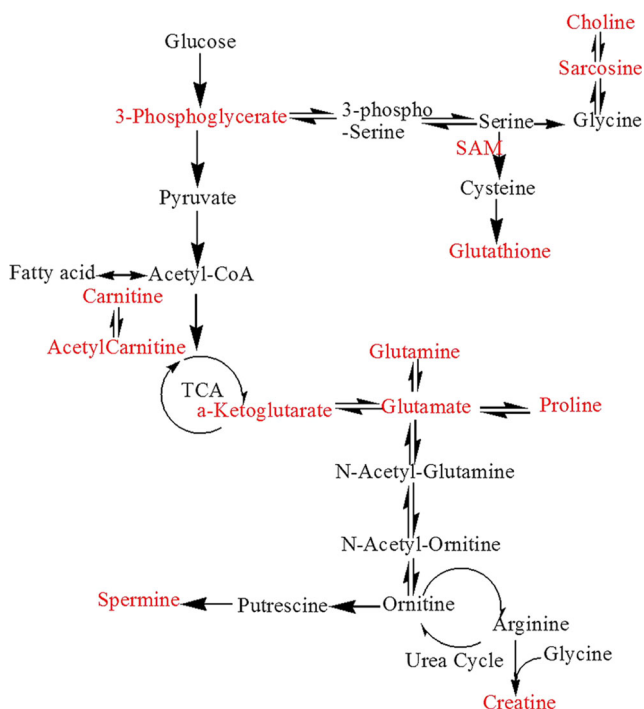 Choline
Glucose
Sarcosine
3-Phosphoglycerate
3-phospho
-Serine
Serine
Glycine
SAM
Pyruvate
Cysteine
Glutathione
Fatty acid
Acetyl-CoA
Carnitine
AcetylCarnitine
Glutamine
TCA
a-Ketoglutarate
Glutamate
Proline
N-Acetyl-Glutamine
N-Acetyl-Ornitine
Spermine
Putrescine
Ornitine
Arginine
Urea Cycle
Glycine
Creatine